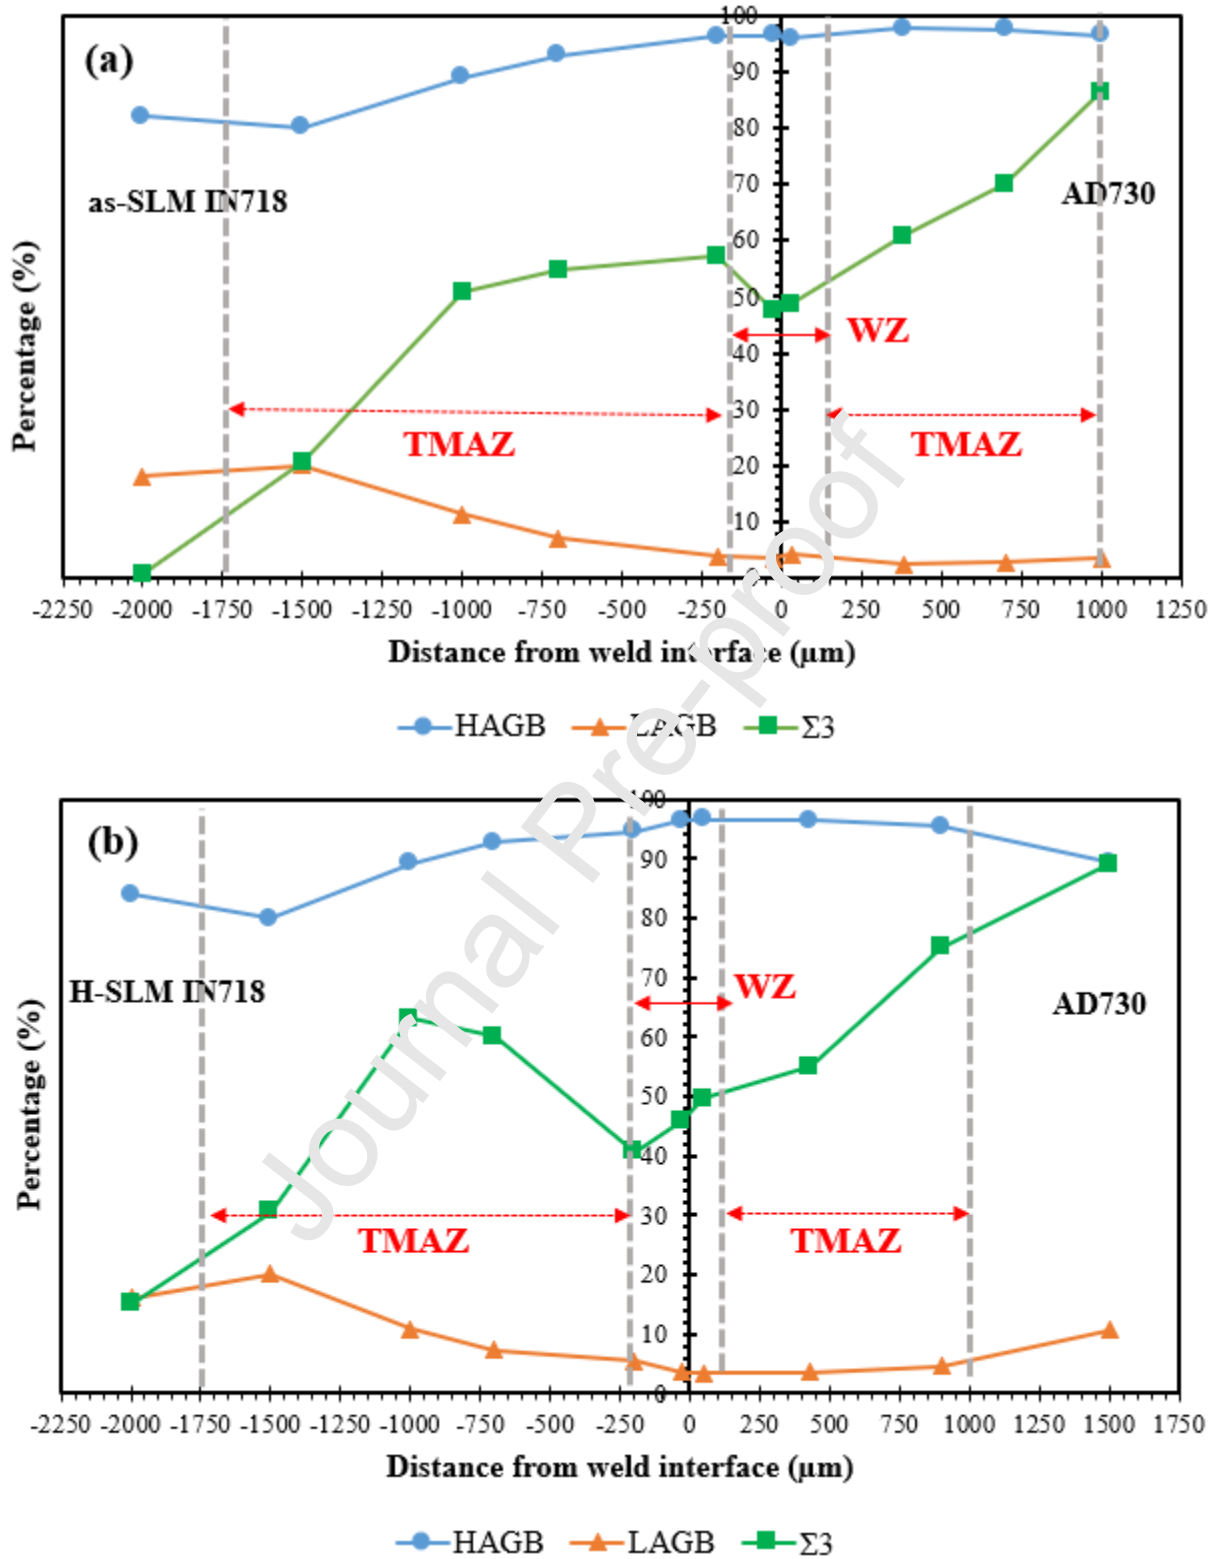 100
(a)
90
80
70
as-SLM IN718
AD730
60
50
WZ
40
30
TMAZ
TMAZ
20
10
0
-2250 -2000 -1750 -1500 -1250 -1000 -750 -500 -250 0 250 500 750 1000 1250
Percentage (%)
Distance from weld interface (µm)
HAGB LAGB Σ3
Journal Pre-proof
100
(b)
90
80
70
H-SLM IN718
WZ
AD730
60
50
40
30
TMAZ
TMAZ
20
10
0
-2250 -2000 -1750 -1500 -1250 -1000 -750 -500 -250 0 250 500 750 1000 1250 1500 1750
Percentage (%)
Distance from weld interface (µm)
HAGB LAGB Σ3